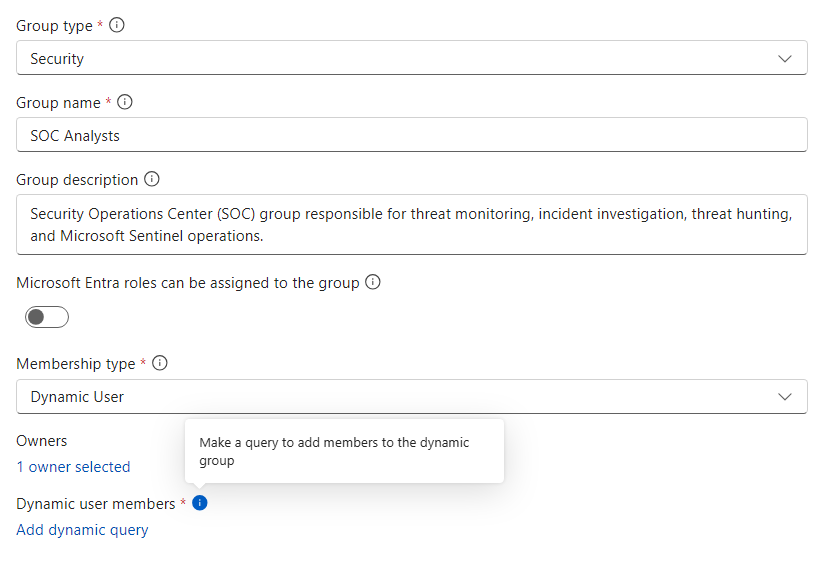 Group type *
Security
Group name *
SOC Analysts
Group description
Security Operations Center (SOC) group responsible for threat monitoring, incident investigation, threat hunting,
and Microsoft Sentinel operations.
Microsoft Entra roles can be assigned to the group
Membership type *
Dynamic User
Owners
1 owner selected
Make a query to add members to the dynamic
group
Dynamic user members *
Add dynamic query